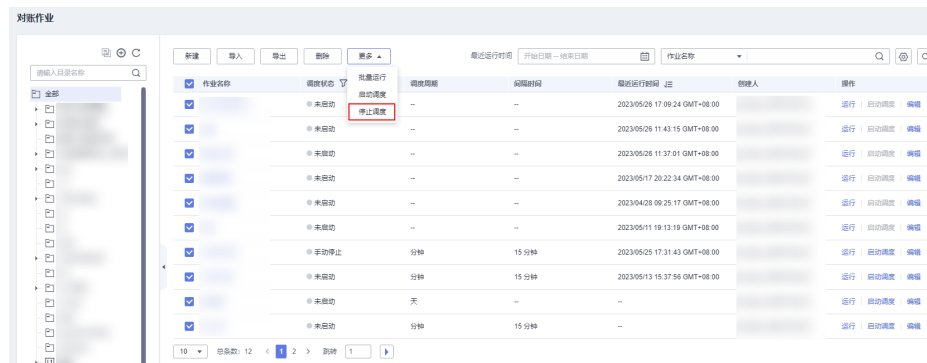 对账作业
新建 导入 导出 删除 更多 最近运行时间 开始日期 – 结束日期 作业名称
请输入目录名称
批量运行
启动调度
停止调度
全部
作业名称 调度状态 调度周期 间隔时间 最近运行时间 创建人 操作
未启动 -- -- 2023/05/26 17:09:24 GMT+08:00 运行 启动调度 编辑
未启动 -- -- 2023/05/26 11:43:15 GMT+08:00 运行 启动调度 编辑
未启动 -- -- 2023/05/26 11:37:01 GMT+08:00 运行 启动调度 编辑
未启动 -- -- 2023/05/17 20:22:34 GMT+08:00 运行 启动调度 编辑
未启动 -- -- 2023/04/28 09:25:17 GMT+08:00 运行 启动调度 编辑
未启动 -- -- 2023/05/11 19:13:19 GMT+08:00 运行 启动调度 编辑
手动停止 分钟 15 分钟 2023/05/25 17:31:43 GMT+08:00 运行 启动调度 编辑
未启动 分钟 15 分钟 2023/05/13 15:37:56 GMT+08:00 运行 启动调度 编辑
未启动 天 -- -- 运行 启动调度 编辑
未启动 分钟 15 分钟 -- 运行 启动调度 编辑
10 总条数: 12 < 1 2 > 跳转 1